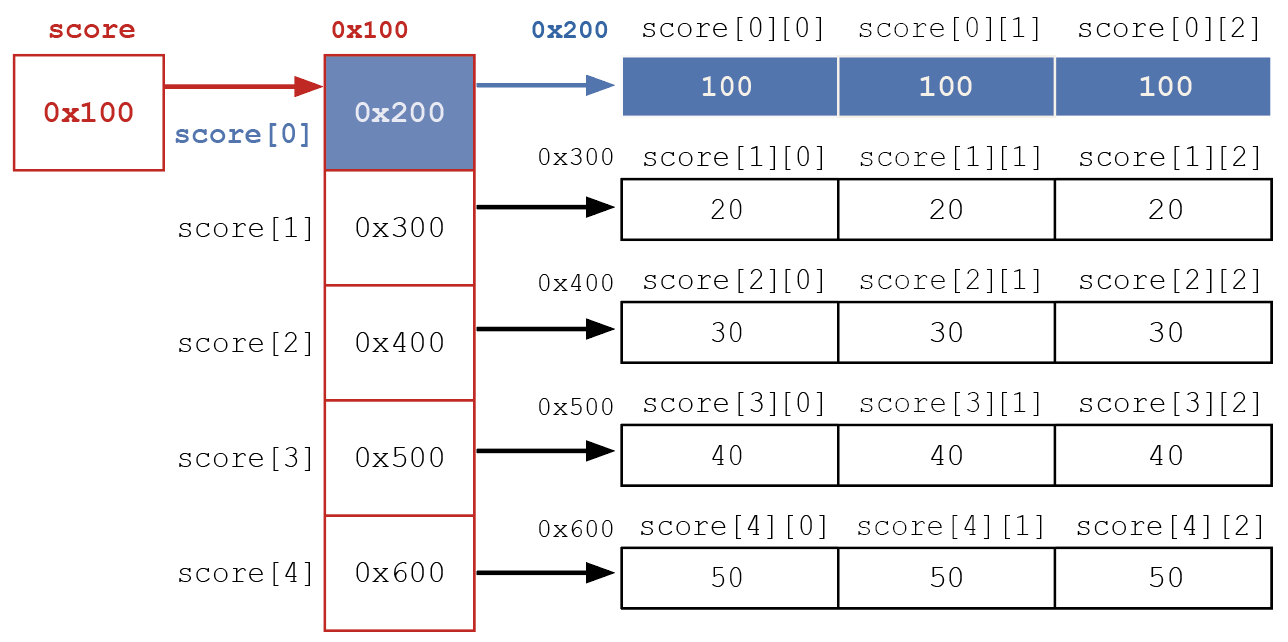 score 0x100 0x200 score[0][0] score[0][1] score[0][2]
0x100 0x200 100 100 100
score[0]
0x300 score[1][0] score[1][1] score[1][2]
score[1] 0x300 20 20 20
0x400 score[2][0] score[2][1] score[2][2]
score[2] 0x400 30 30 30
0x500 score[3][0] score[3][1] score[3][2]
score[3] 0x500 40 40 40
0x600 score[4][0] score[4][1] score[4][2]
score[4] 0x600 50 50 50